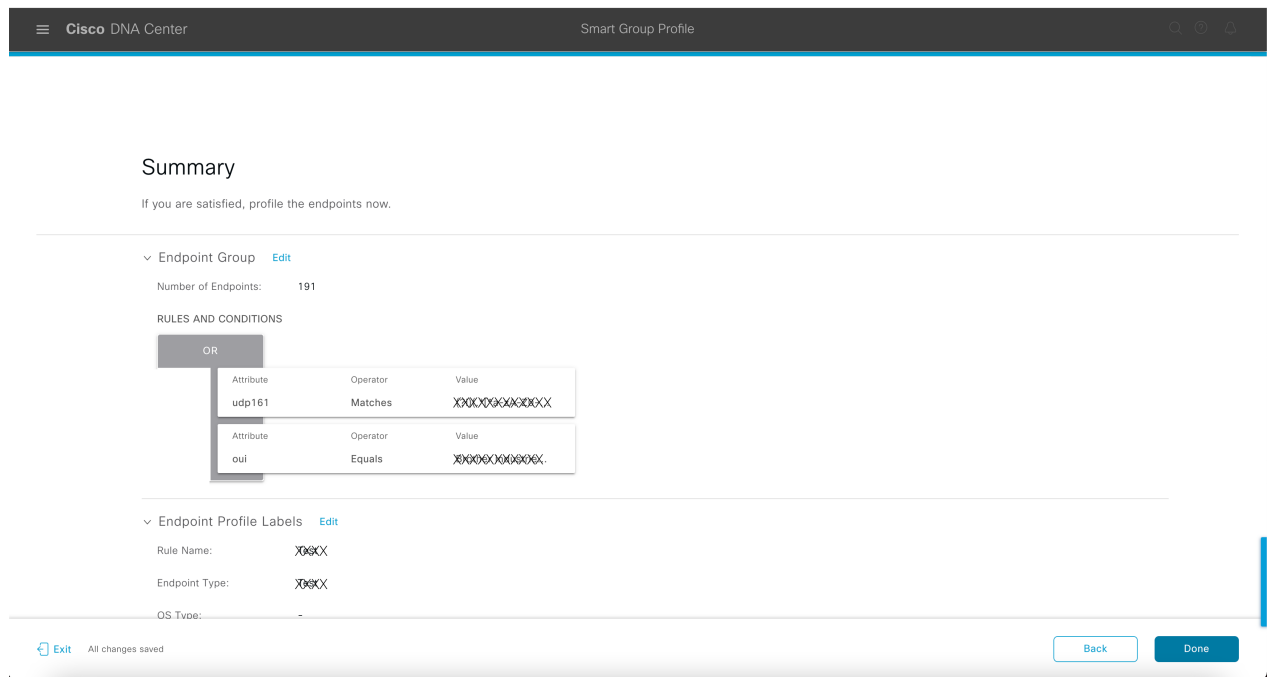 Cisco DNA Center
Smart Group Profile
Summary
If you are satisfied, profile the endpoints now.
Endpoint Group Edit
Number of Endpoints: 191
RULES AND CONDITIONS
OR
Attribute Operator Value
udp161 Matches
Attribute Operator Value
oui Equals
Endpoint Profile Labels Edit
Rule Name:
Endpoint Type:
OS Type: -
Exit All changes saved Back Done